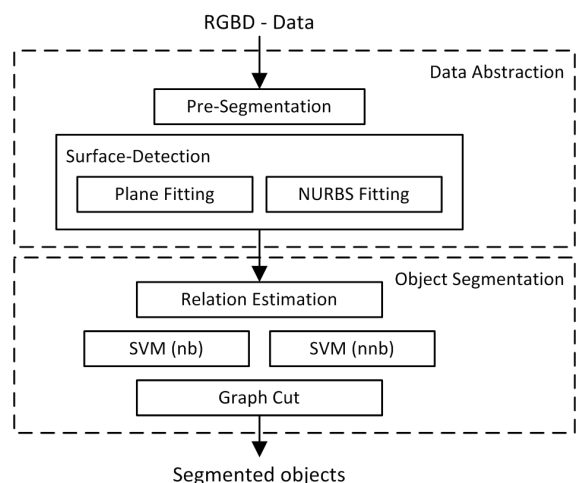 RGBD - Data
Data Abstraction
Pre-Segmentation
Surface-Detection
Plane Fitting
NURBS Fitting
Object Segmentation
Relation Estimation
SVM (nb)
SVM (nnb)
Graph Cut
Segmented objects